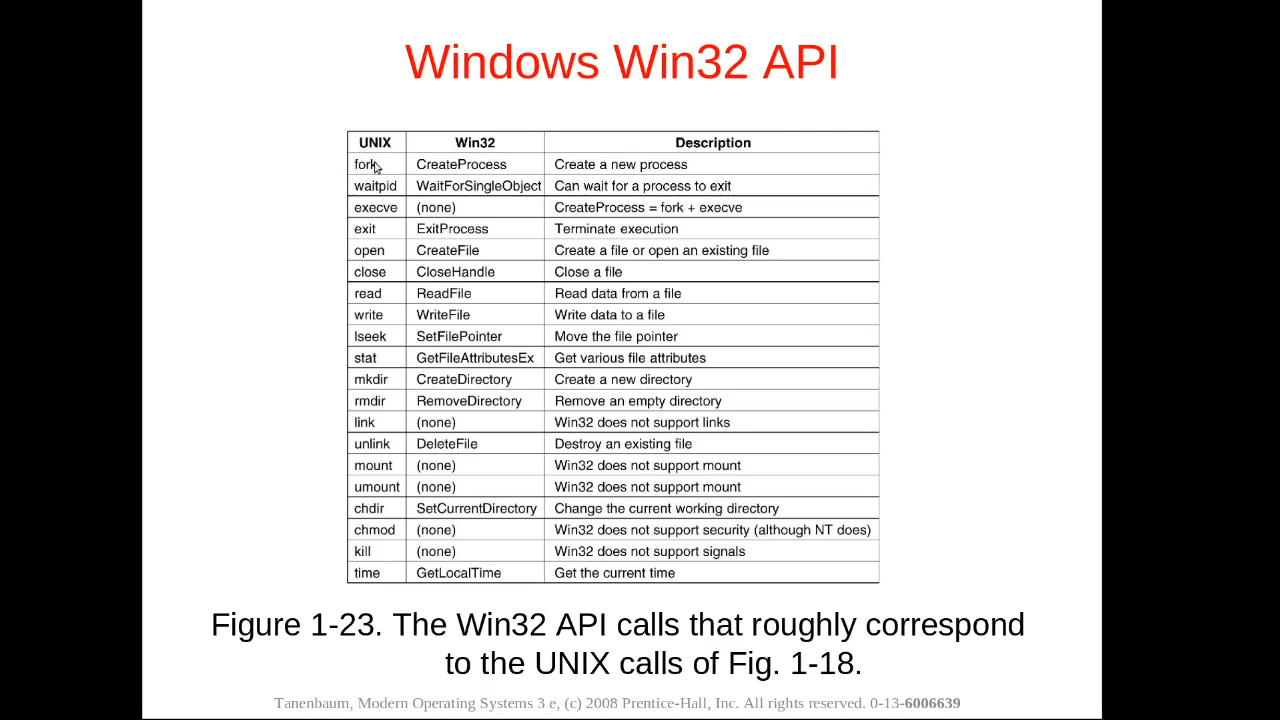 Windows Win32 API
UNIX Win32 Description
fork CreateProcess Create a new process
waitpid WaitForSingleObject Can wait for a process to exit
execve (none) CreateProcess = fork + execve
exit ExitProcess Terminate execution
open CreateFile Create a file or open an existing file
close CloseHandle Close a file
read ReadFile Read data from a file
write WriteFile Write data to a file
lseek SetFilePointer Move the file pointer
stat GetFileAttributesEx Get various file attributes
mkdir CreateDirectory Create a new directory
rmdir RemoveDirectory Remove an empty directory
link (none) Win32 does not support links
unlink DeleteFile Destroy an existing file
mount (none) Win32 does not support mount
umount (none) Win32 does not support mount
chdir SetCurrentDirectory Change the current working directory
chmod (none) Win32 does not support security (although NT does)
kill (none) Win32 does not support signals
time GetLocalTime Get the current time
Figure 1-23. The Win32 API calls that roughly correspond
to the UNIX calls of Fig. 1-18.
Tanenbaum, Modern Operating Systems 3 e, (c) 2008 Prentice-Hall, Inc. All rights reserved. 0-13-6006639